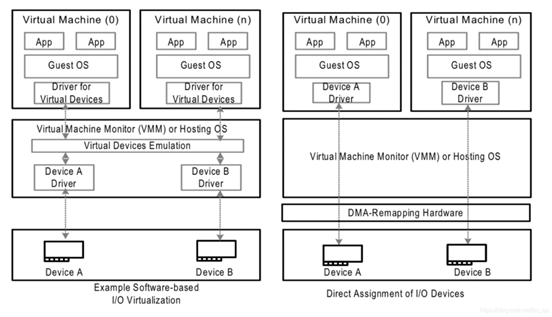 Virtual Machine (0)
App
App
Guest OS
Driver for
Virtual Devices
Virtual Machine (n)
App
App
Guest OS
Driver for
Virtual Devices
Virtual Machine Monitor (VMM) or Hosting OS
Virtual Devices Emulation
Device A
Driver
Device B
Driver
Device A
Device B
Example Software-based
I/O Virtualization
Virtual Machine (0)
App
App
Guest OS
Device A
Driver
Virtual Machine (n)
App
App
Guest OS
Device B
Driver
Virtual Machine Monitor (VMM) or Hosting OS
DMA-Remapping Hardware
Device A
Device B
Direct Assignment of I/O Devices